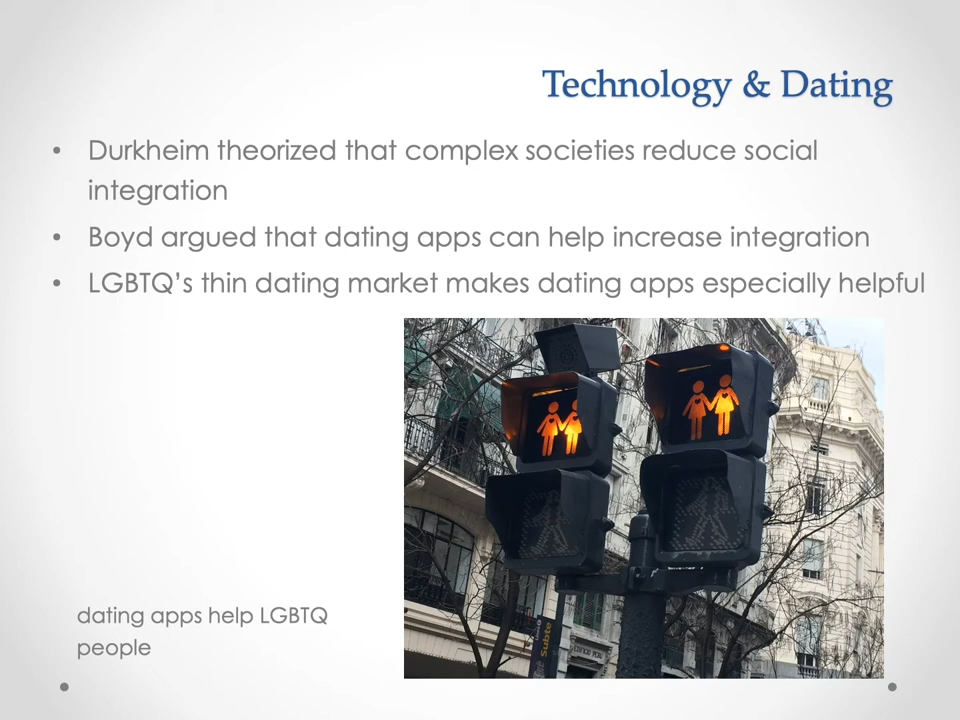 Technology & Dating
• Durkheim theorized that complex societies reduce social
integration
• Boyd argued that dating apps can help increase integration
• LGBTQ’s thin dating market makes dating apps especially helpful
Subte
dating apps help LGBTQ
people